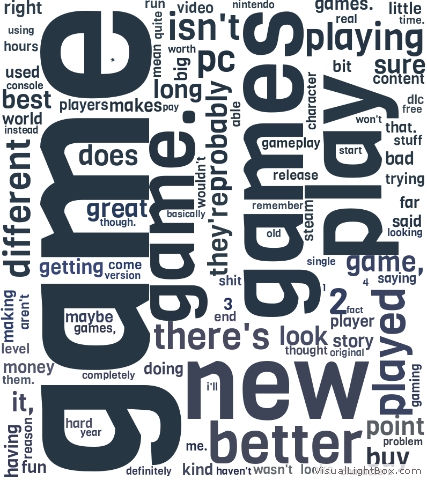 right
run
video
nintendo
games.
little
using
mean
quite
isn't
real
time.
hours
worth
playing
used
big
pc
bit
sure
console
long
content
best
players
makes
pay
able
character
dlc
free
world
won't
that.
instead
game
game.
they're
probably
games
play
stuff
does
gameplay
start
bad
different
wouldn't
release
trying
great
basically
remember
steam
far
though.
old
said
looking
getting
come
single
game,
version
shit
1
4
saying
making
aren't
3
2
fact
played
maybe
end
player
games,
there's
look
story
level
thought
original
money
completely
doing
new
gaming
them.
i'll
it,
hard
year
better
point
having
reason
me.
problem
fun
definitely
kind
haven't
wasn't
buy
VisualLightBox.com